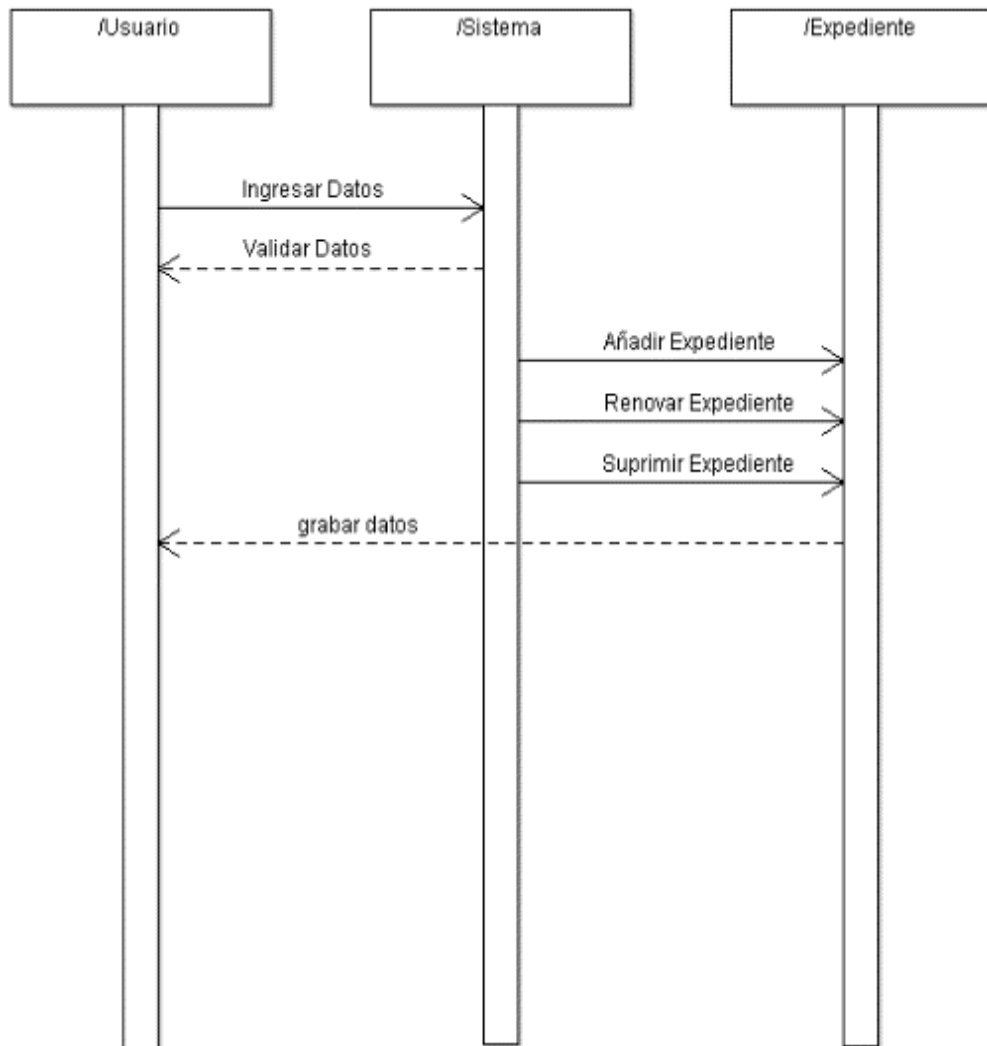 /Usuario
/Sistema
/Expediente
Ingresar Datos
Validar Datos
Añadir Expediente
Renovar Expediente
Suprimir Expediente
grabar datos